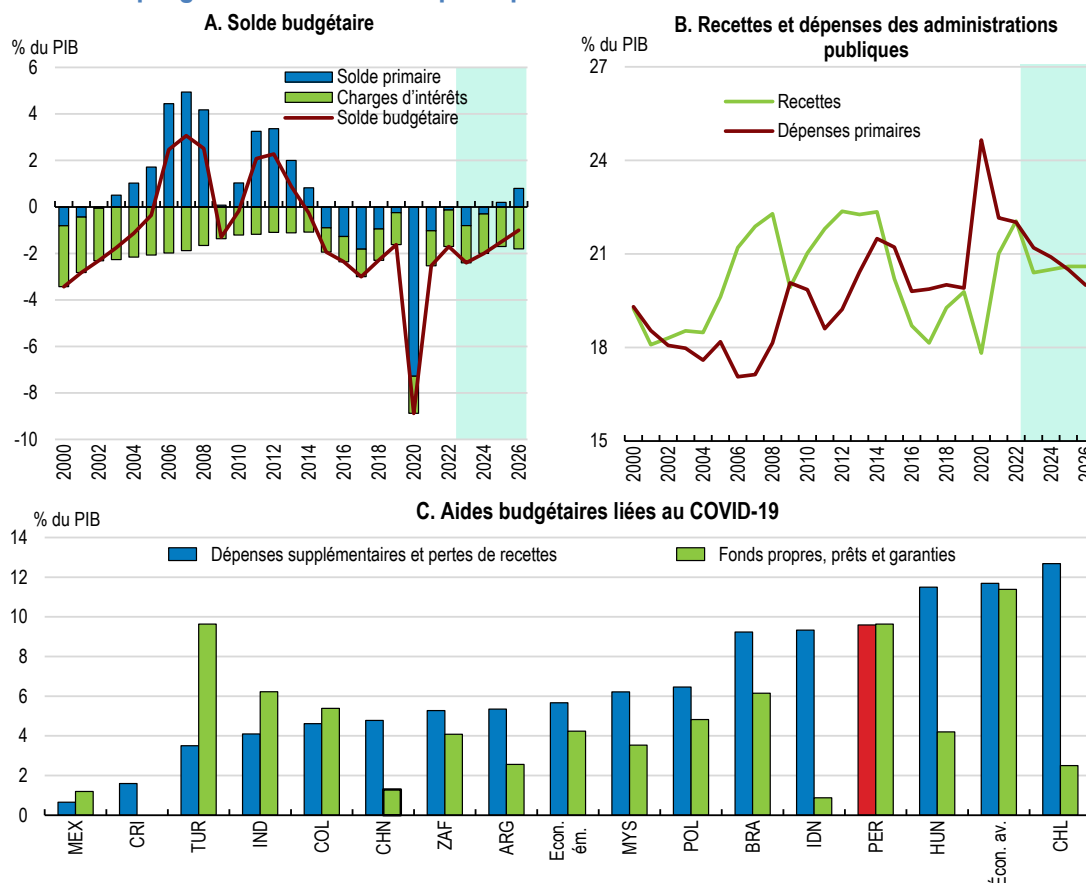 A. Solde budgétaire
% du PIB
6
4
2
0
-2
-4
-6
-8
-10
Solde primaire
Charges d'intérêts
Solde budgétaire
2000
2002
2004
2006
2008
2010
2012
2014
2016
2018
2020
2022
2024
2026
B. Recettes et dépenses des administrations
publiques
% du PIB
27
24
21
18
15
Recettes
Dépenses primaires
2000
2002
2004
2006
2008
2010
2012
2014
2016
2018
2020
2022
2024
2026
C. Aides budgétaires liées au COVID-19
% du PIB
14
12
10
8
6
4
2
0
Dépenses supplémentaires et pertes de recettes
Fonds propres, prêts et garanties
MEX
CRI
TUR
IND
COL
CHN
ZAF
ARG
Econ.
ém.
MYS
POL
BRA
IDN
PER
HUN
Écon. av.
CHL